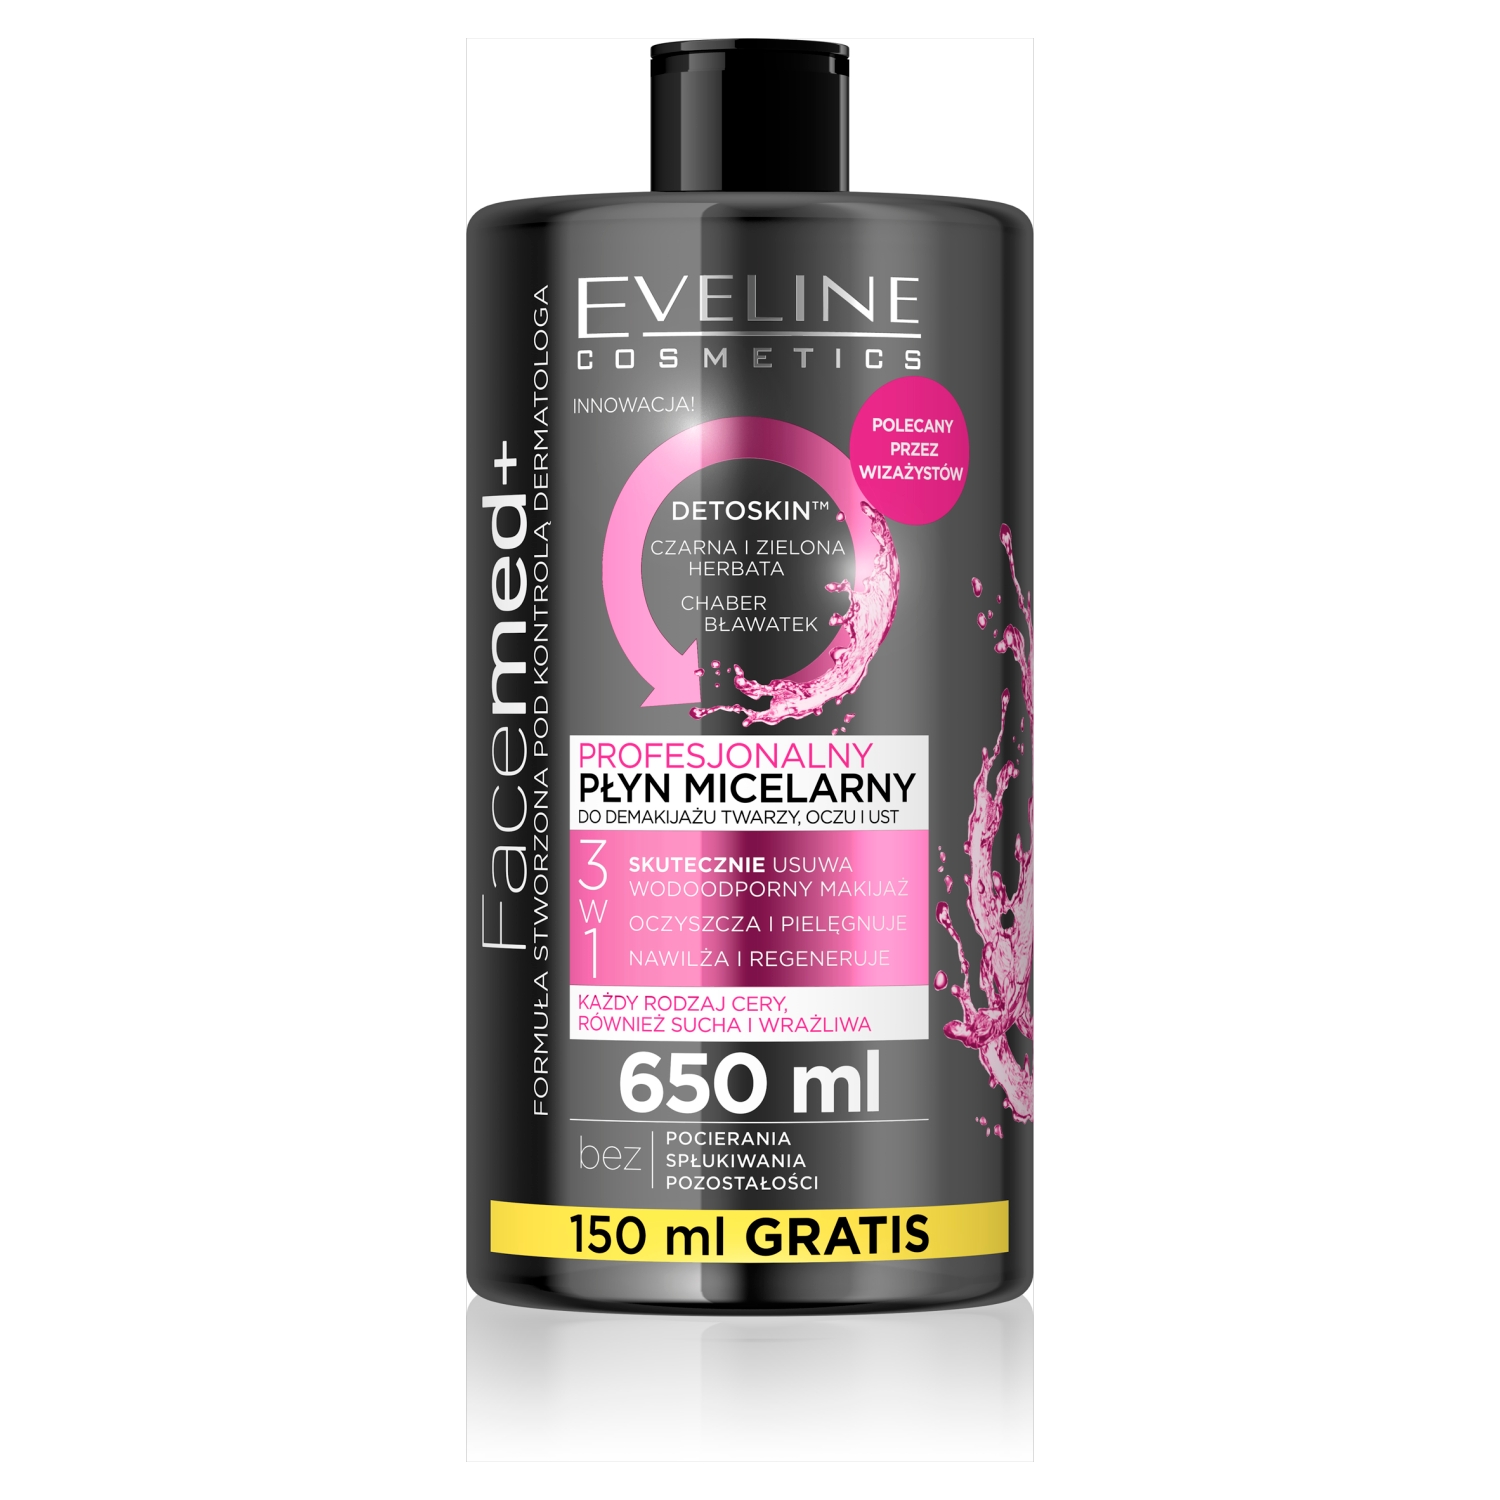 EVELINE
COSMETICS
INNOWACJA!
POLECANY
PRZEZ
WIZAŻYSTÓW
DETOSKIN™
CZARNA I ZIELONA
HERBATA
CHABER
BŁAWATEK
Facemed+
FORMUŁA STWORZONA POD KONTROLĄ DERMATOLOGA
PROFESJONALNY
PŁYN MICELARNY
DO DEMAKIJAŻU TWARZY, OCZU I UST
3
W
1
SKUTECZNIE USUWA
WODOODPORNY MAKIJAŻ
OCZYSZCZA I PIELĘGNUJE
NAWILŻA I REGENERUJE
KAŻDY RODZAJ CERY,
RÓWNIEŻ SUCHA I WRAŻLIWA
650 ml
bez
POCIERANIA
SPŁUKIWANIA
POZOSTAŁOŚCI
150 ml GRATIS